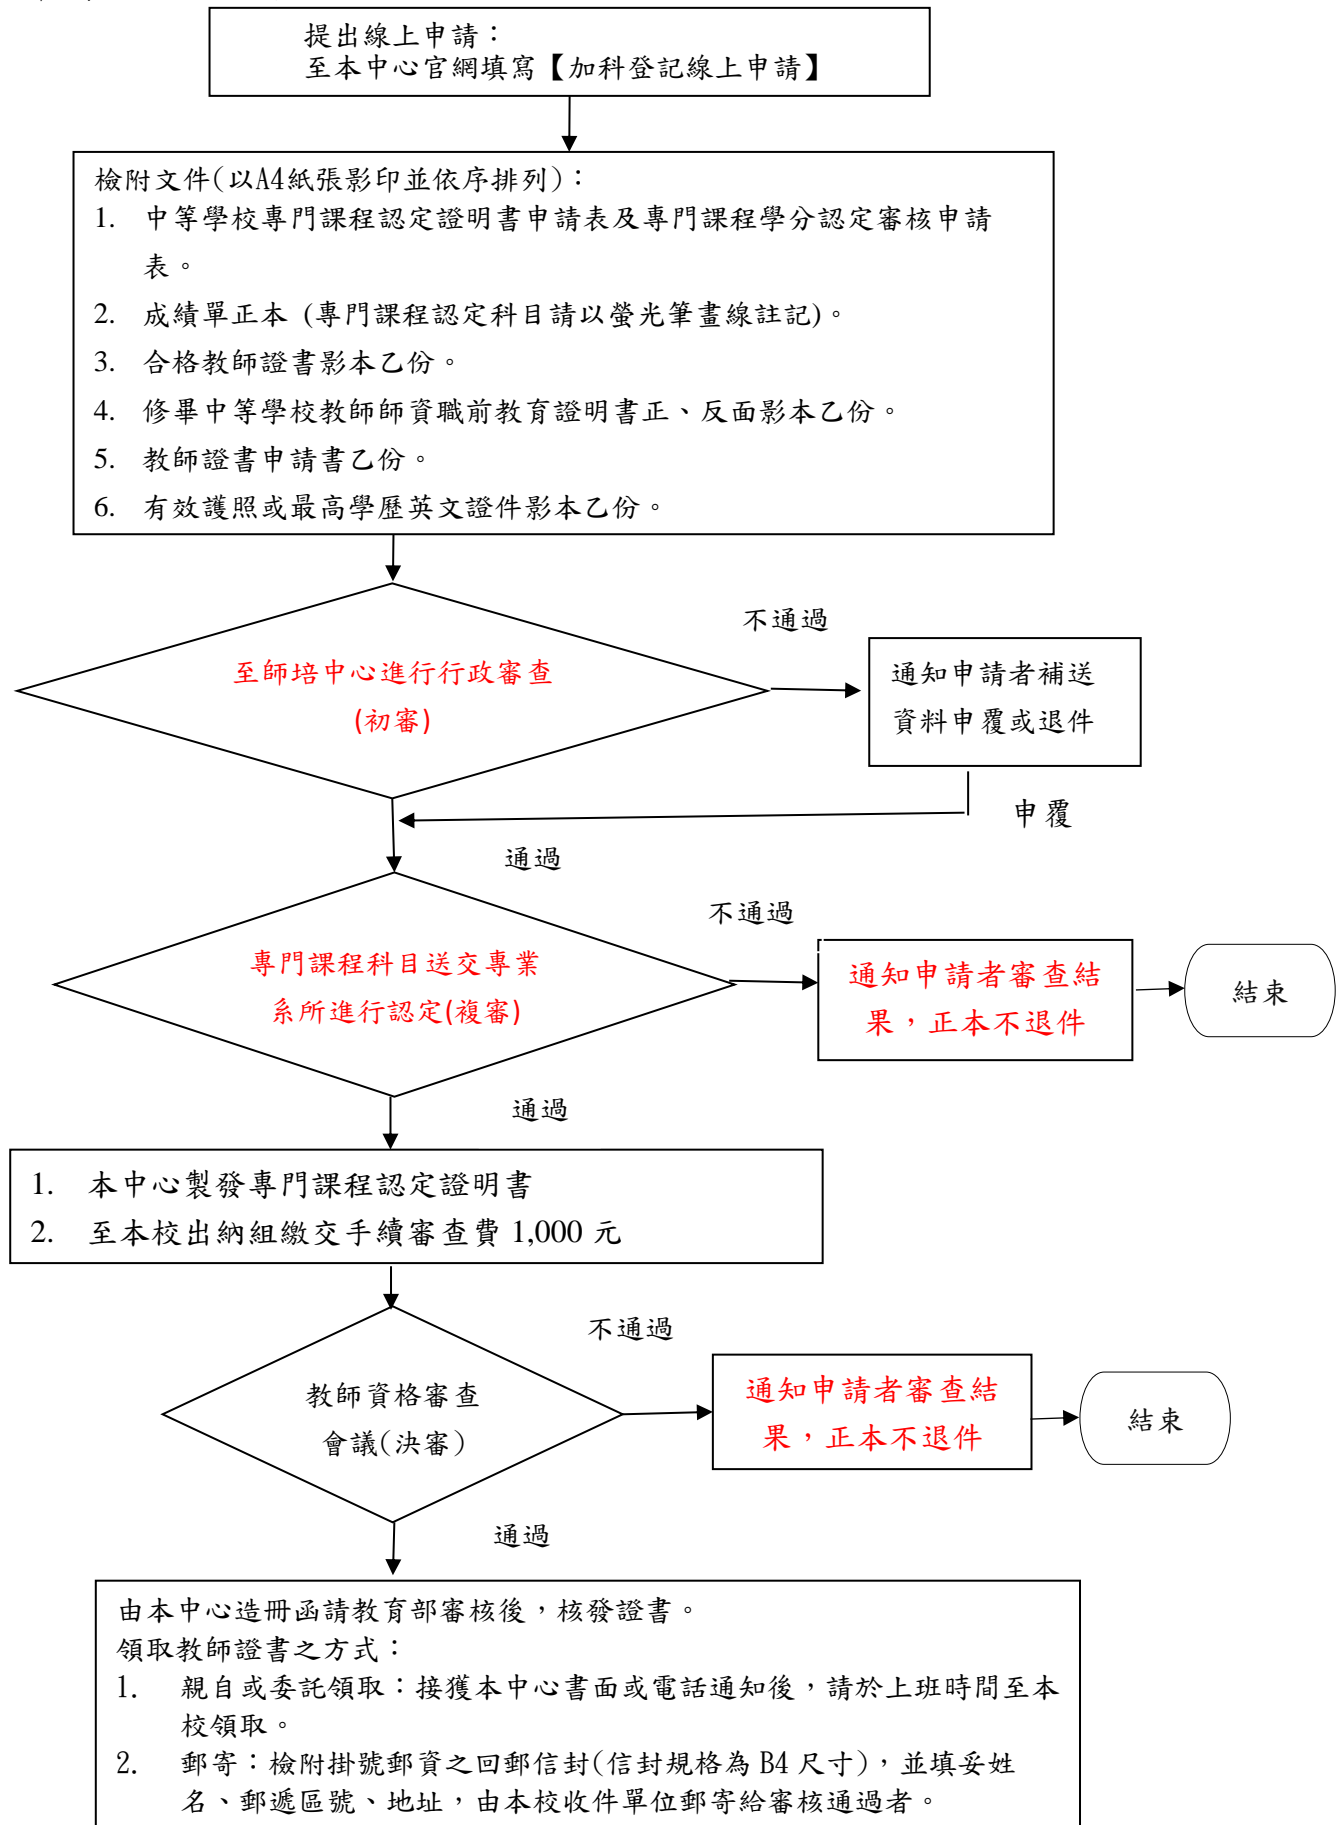 提出線上申請：
至本中心官網填寫【加科登記線上申請】
檢附文件(以A4紙張影印並依序排列)：
1. 中等學校專門課程認定證明書申請表及專門課程學分認定審核申請
表。
2. 成績單正本 (專門課程認定科目請以螢光筆畫線註記)。
3. 合格教師證書影本乙份。
4. 修畢中等學校教師師資職前教育證明書正、反面影本乙份。
5. 教師證書申請書乙份。
6. 有效護照或最高學歷英文證件影本乙份。
不通過
至師培中心進行行政審查
(初審)
通知申請者補送
資料申覆或退件
申覆
通過
不通過
專門課程科目送交專業
系所進行認定(複審)
通知申請者審查結
果，正本不退件
結束
通過
1. 本中心製發專門課程認定證明書
2. 至本校出納組繳交手續審查費 1,000 元
不通過
教師資格審查
會議(決審)
通知申請者審查結
果，正本不退件
結束
通過
由本中心造冊函請教育部審核後，核發證書。
領取教師證書之方式：
1. 親自或委託領取：接獲本中心書面或電話通知後，請於上班時間至本
校領取。
2. 郵寄：檢附掛號郵資之回郵信封(信封規格為 B4 尺寸)，並填妥姓
名、郵遞區號、地址，由本校收件單位郵寄給審核通過者。